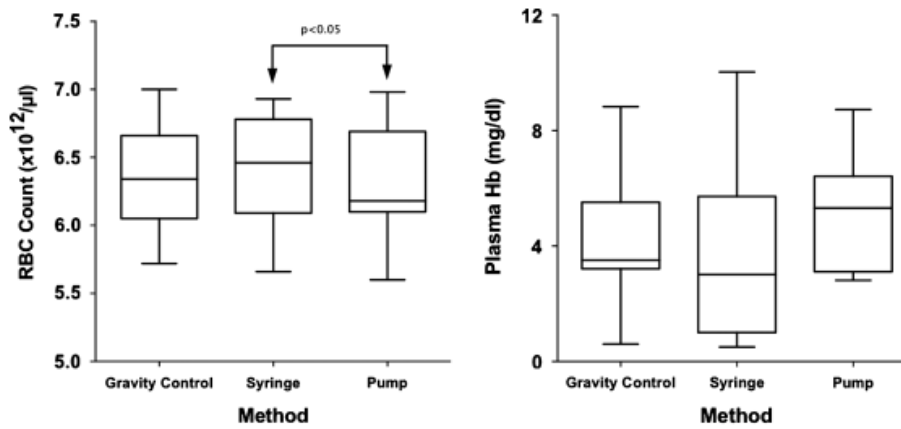 p<0.05
RBC Count (x10¹²/µl)
7.5
7.0
6.5
6.0
5.5
5.0
Gravity Control Syringe Pump
Method
Plasma Hb (mg/dl)
12
8
4
0
Gravity Control Syringe Pump
Method